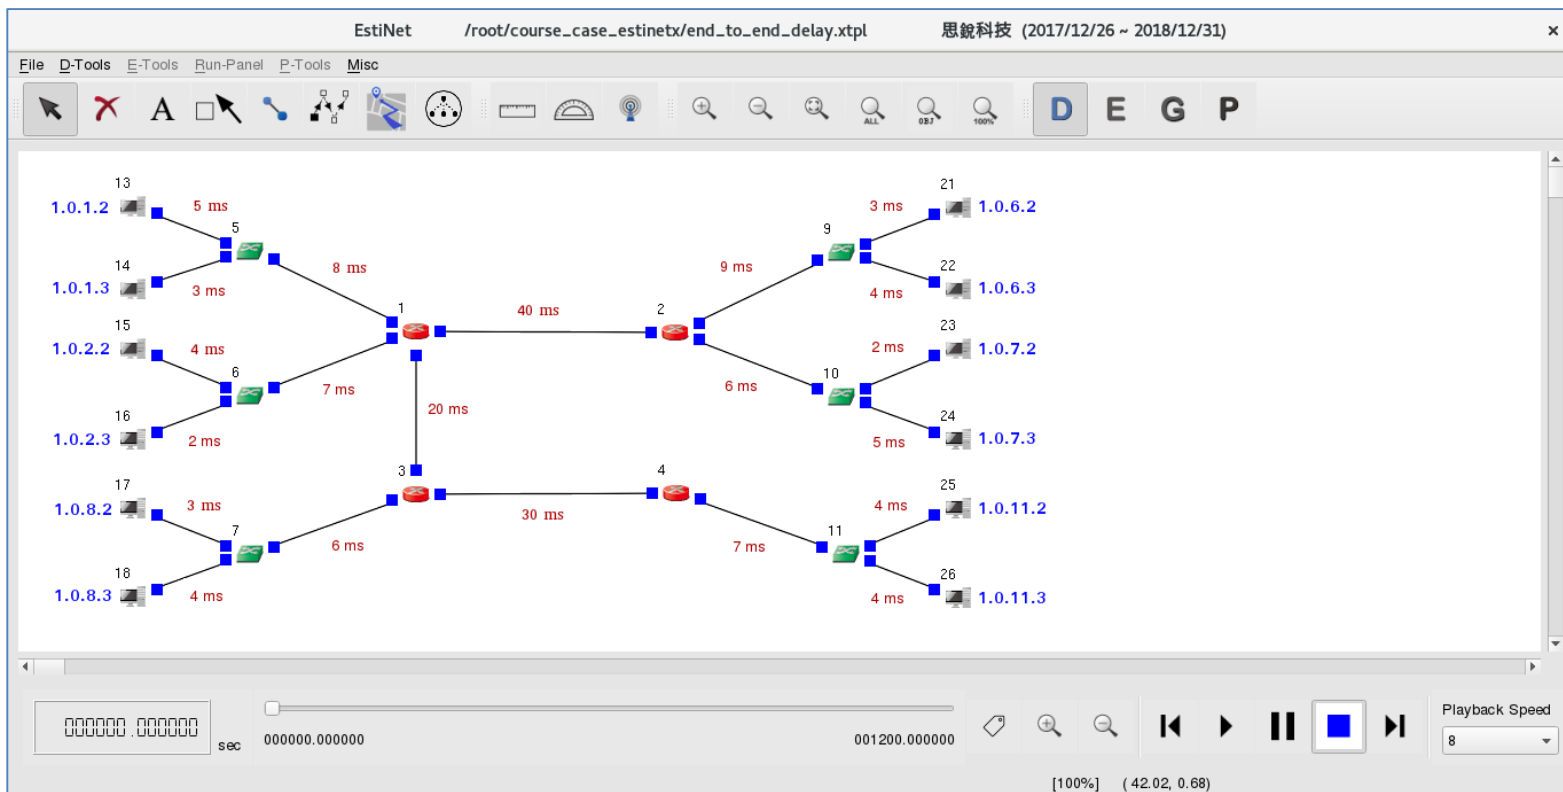 EstiNet /root/course_case_estinetx/end_to_end_delay.xtpl 思銳科技 (2017/12/26 ~ 2018/12/31) ×
File D-Tools E-Tools Run-Panel P-Tools Misc
A ALL OBJ 100% D E G P
13 21
1.0.1.2 5 ms 3 ms 1.0.6.2
5 9
14 8 ms 9 ms 22
1.0.1.3 3 ms 4 ms 1.0.6.3
1 40 ms 2
15 23
1.0.2.2 4 ms 2 ms 1.0.7.2
6 7 ms 6 ms 10
16 20 ms 24
1.0.2.3 2 ms 5 ms 1.0.7.3
3 4
17 25
1.0.8.2 3 ms 30 ms 4 ms 1.0.11.2
7 6 ms 7 ms 11
18 26
1.0.8.3 4 ms 4 ms 1.0.11.3
000000.000000 sec
000000.000000 001200.000000
Playback Speed
8
[100%] ( 42.02, 0.68)